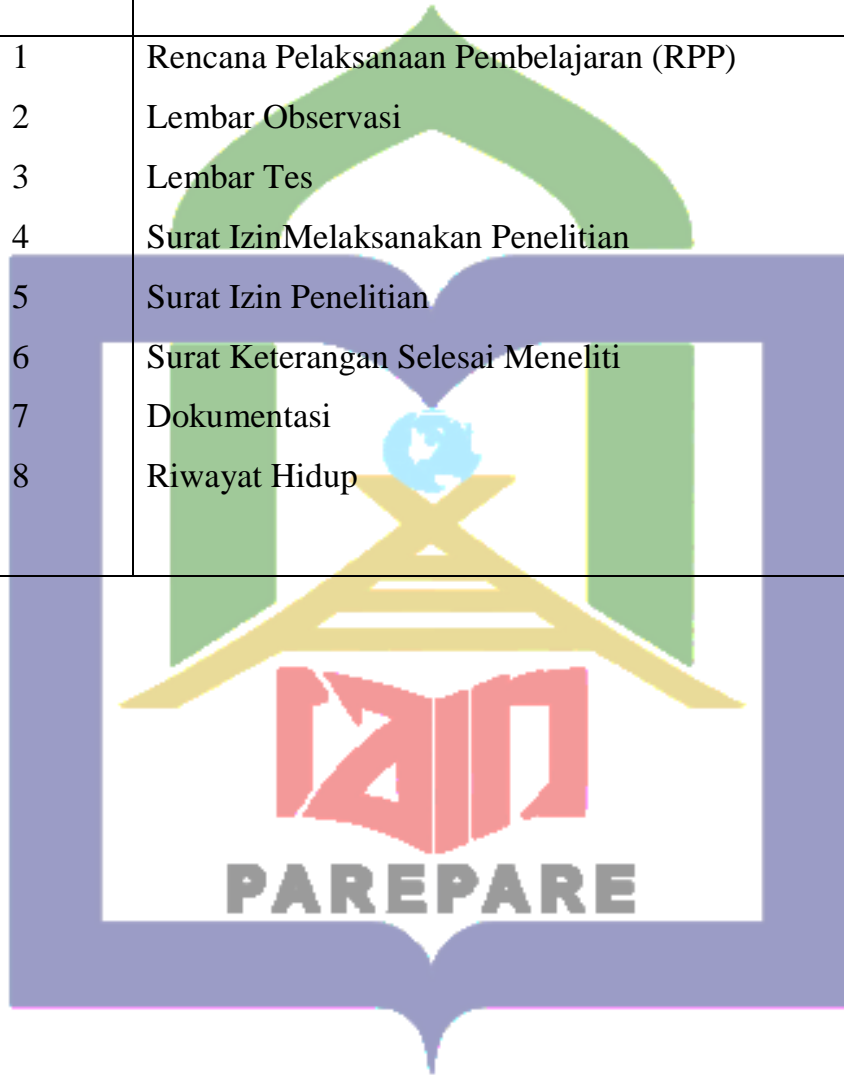 1 Rencana Pelaksanaan Pembelajaran (RPP)
2 Lembar Observasi
3 Lembar Tes
4 Surat IzinMelaksanakan Penelitian
5 Surat Izin Penelitian
6 Surat Keterangan Selesai Meneliti
7 Dokumentasi
8 Riwayat Hidup
iain
PAREPARE